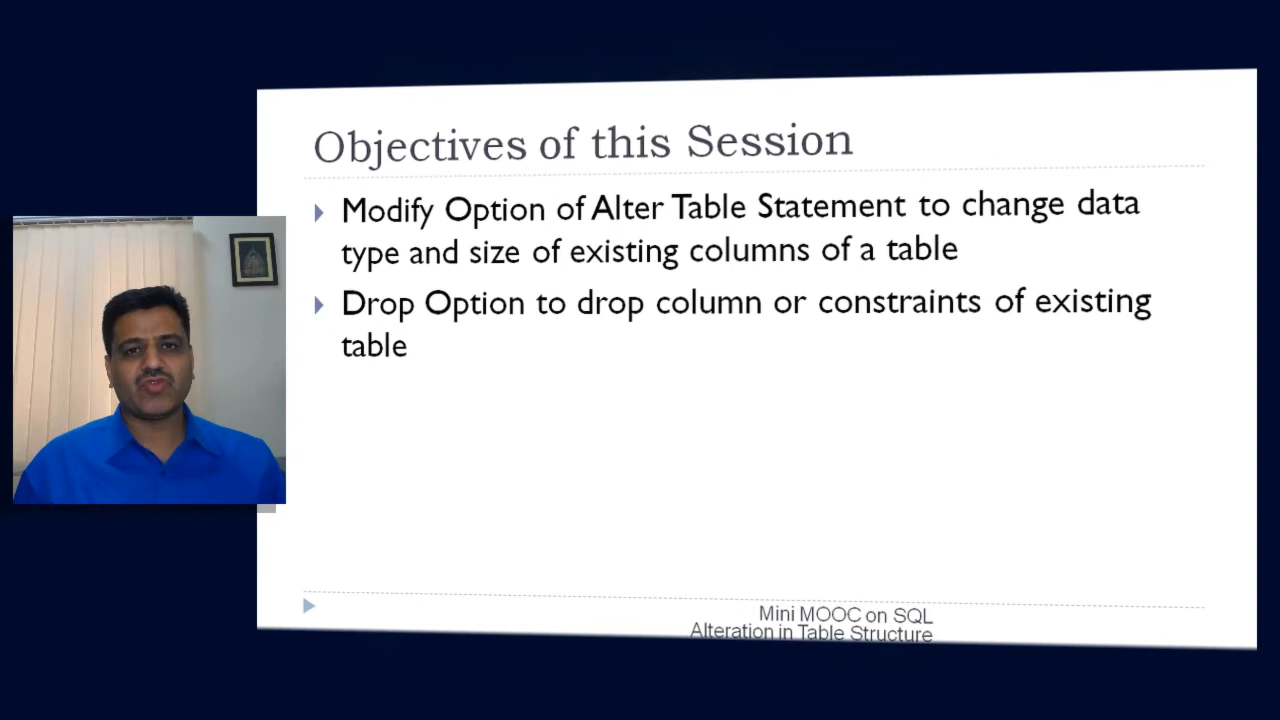 Objectives of this Session
Modify Option of Alter Table Statement to change data
type and size of existing columns of a table
Drop Option to drop column or constraints of existing
table
Mini MOOC on SQL
Alteration in Table Structure